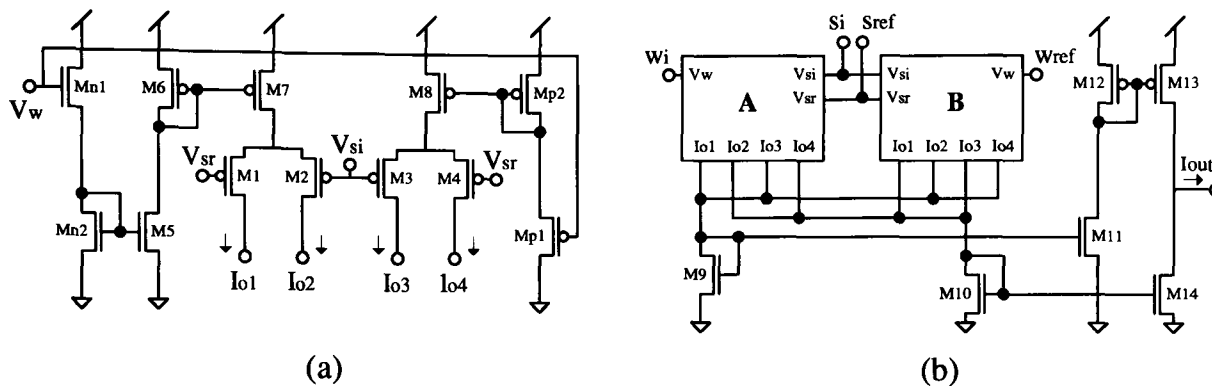 Vw
Mn1
M6
M7
M8
Mp2
Vsr
M1
M2
Vsi
M3
M4
Vsr
Mn2
M5
Mp1
Io1
Io2
Io3
Io4
(a)
Si
Sref
Wi
Vw
A
Vsi
Vsr
Io1 Io2 Io3 Io4
Vsi
Vsr
B
Vw
Wref
Io1 Io2 Io3 Io4
M12
M13
Iout
M11
M9
M10
M14
(b)